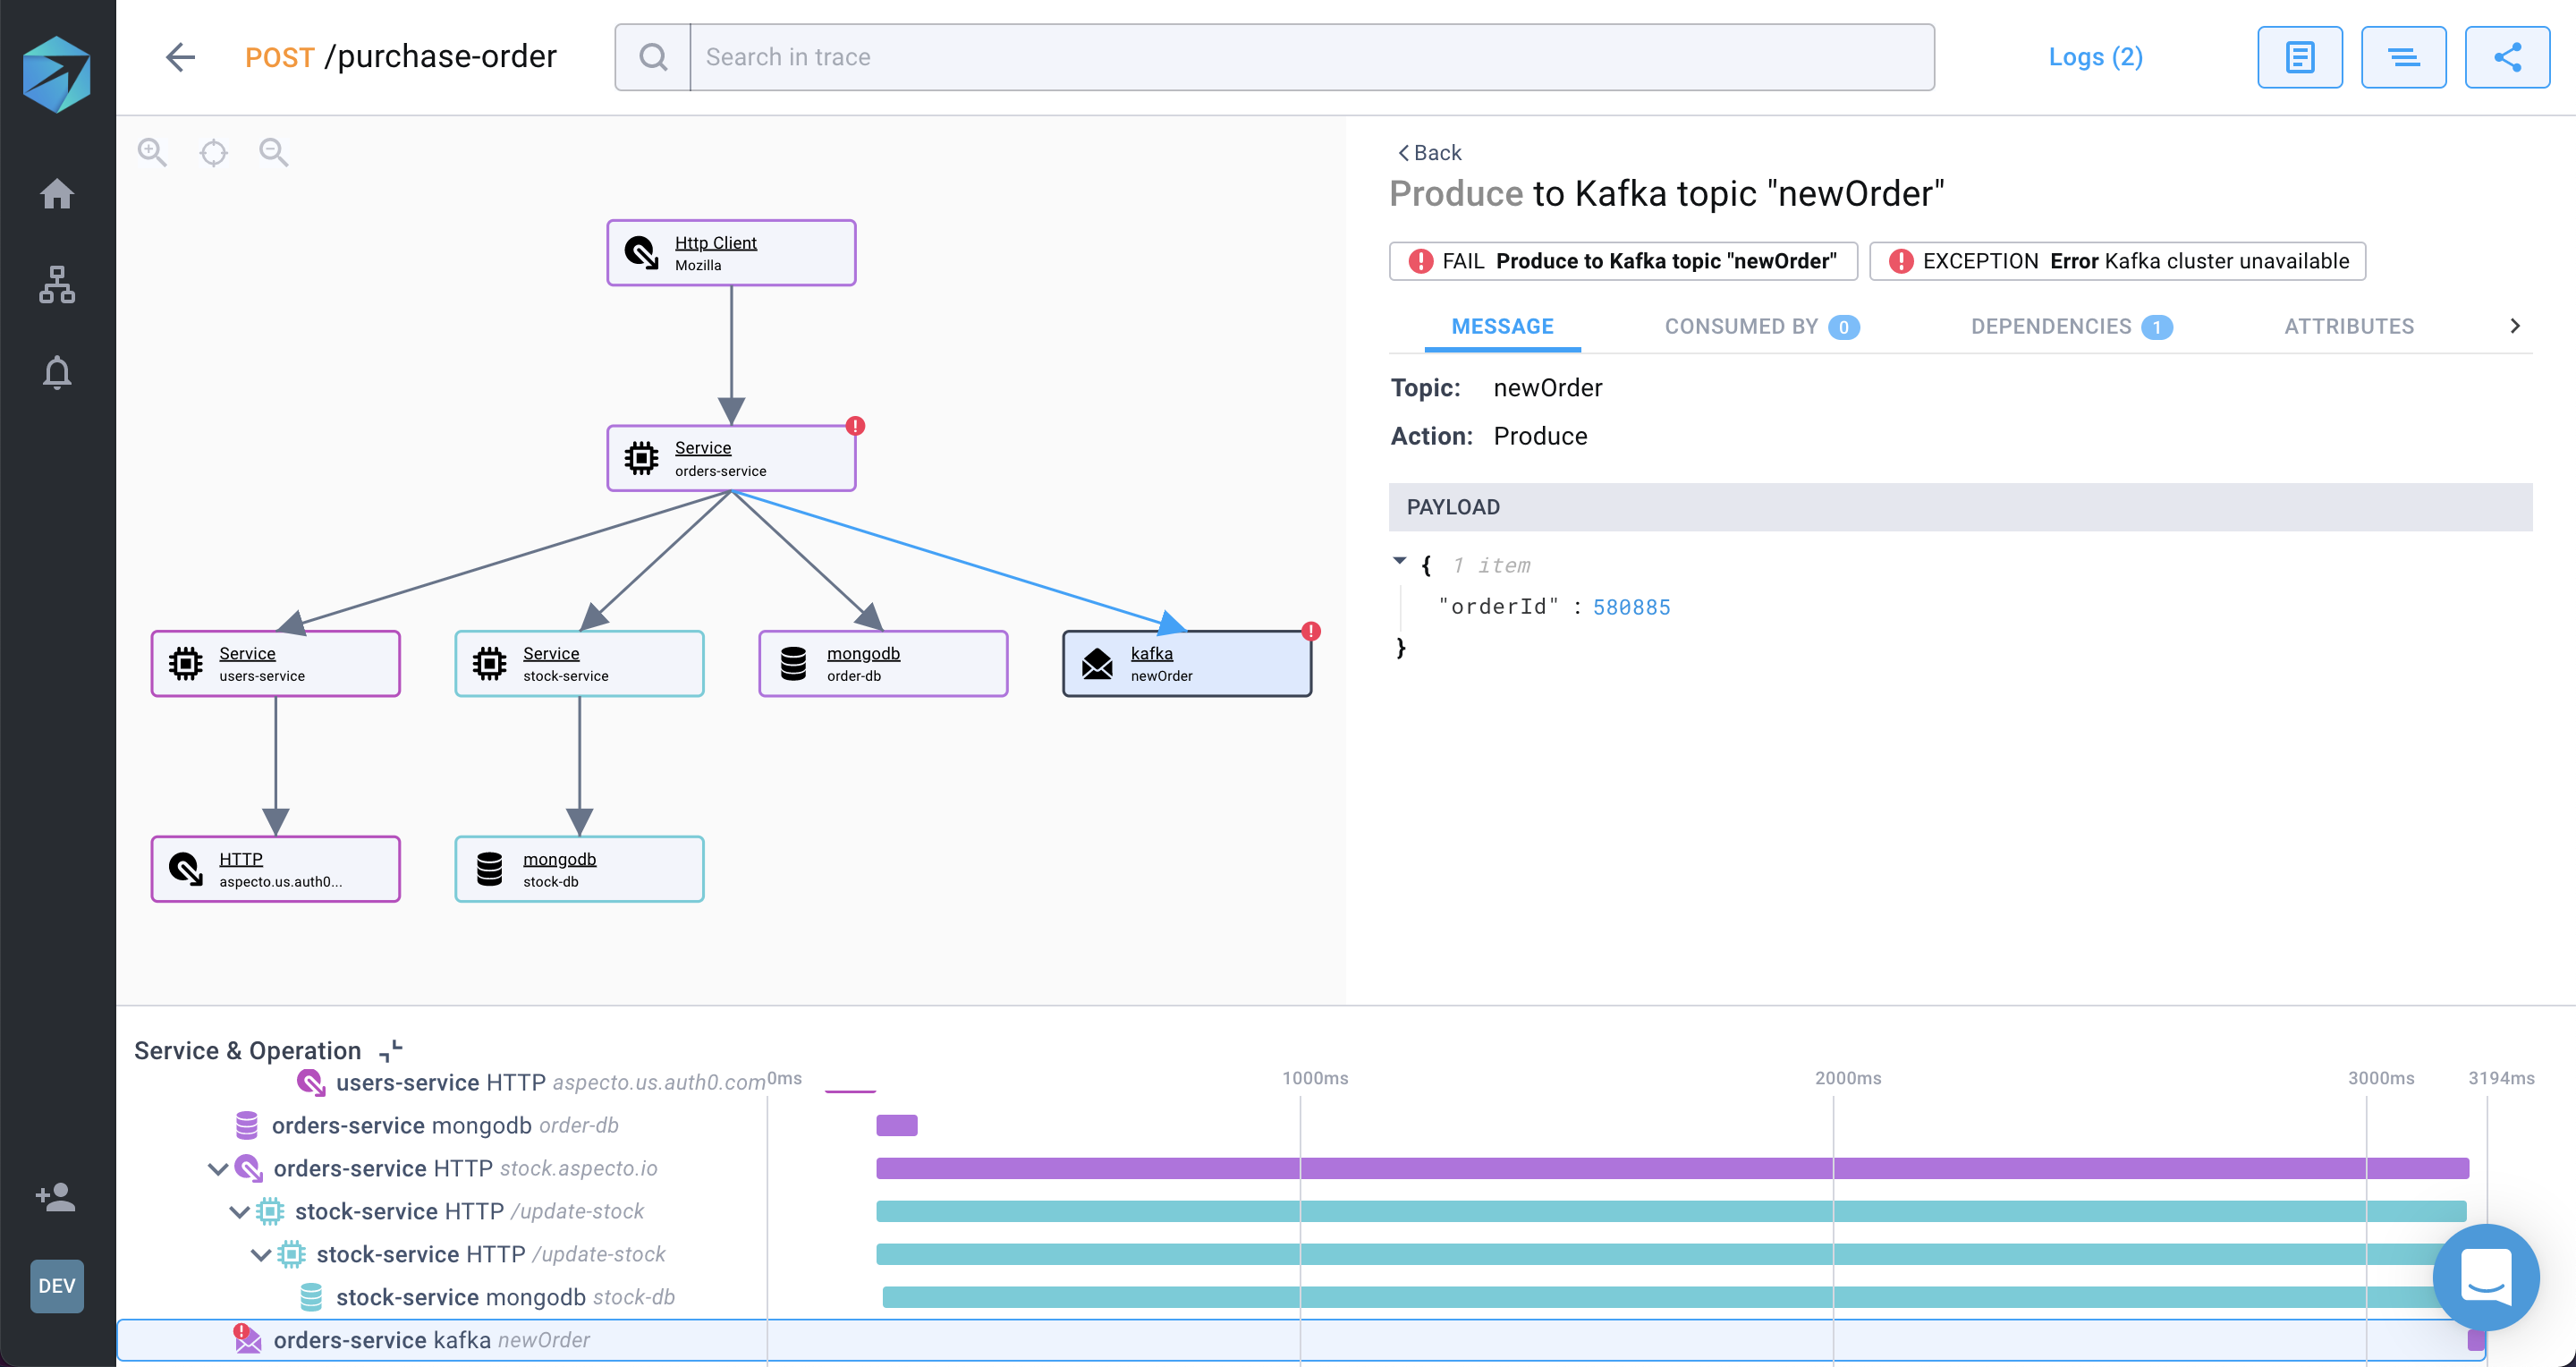 POST /purchase-order
Search in trace
Logs (2)
Http Client
Mozilla
Service
orders-service
Service
users-service
Service
stock-service
mongodb
order-db
kafka
newOrder
HTTP
aspecto.us.auth0...
mongodb
stock-db
Back
Produce to Kafka topic "newOrder"
FAIL Produce to Kafka topic "newOrder"
EXCEPTION Error Kafka cluster unavailable
MESSAGE
CONSUMED BY 0
DEPENDENCIES 1
ATTRIBUTES
Topic: newOrder
Action: Produce
PAYLOAD
{ 1 item
"orderId" : 580885
}
Service & Operation
0ms
1000ms
2000ms
3000ms
3194ms
users-service HTTP aspecto.us.auth0.com
orders-service mongodb order-db
orders-service HTTP stock.aspecto.io
stock-service HTTP /update-stock
stock-service HTTP /update-stock
stock-service mongodb stock-db
orders-service kafka newOrder
DEV